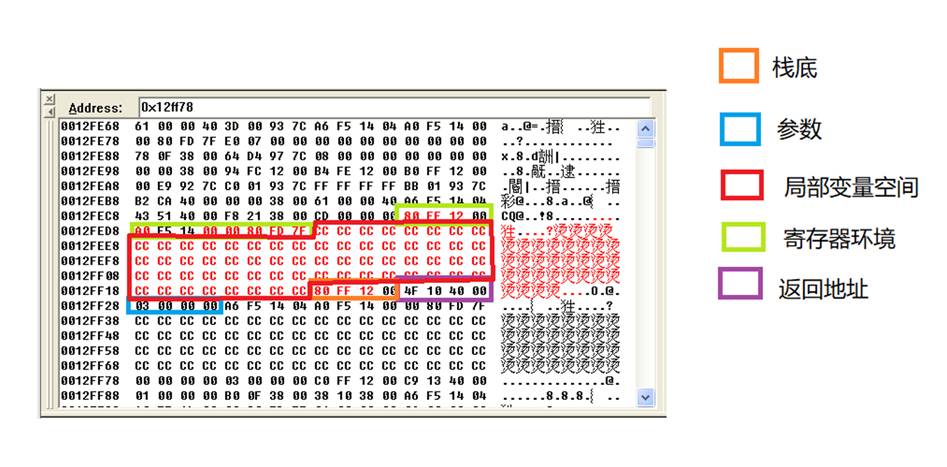 Address: 0x12ff78
0012FE68 61 00 00 40 3D 00 93 7C A6 F5 14 04 A0 F5 14 00 a..@=.搢
0012FE78 00 80 FD 7F E0 07 00 00 00 00 00 00 00 00 00 00 ..?............
0012FE88 78 0F 38 00 64 D4 97 7C 08 00 00 00 00 00 00 00 x.8.d
0012FE98 00 00 38 00 94 FC 12 00 B4 FE 12 00 B0 FF 12 00 ..8.
0012FEA8 00 E9 92 7C C0 01 93 7C FF FF FF FF BB 01 93 7C
0012FEB8 B2 CA 40 00 00 00 38 00 61 00 00 40 A6 F5 14 04 彩@...8.a..@
0012FEC8 43 51 40 00 F8 21 38 00 CD 00 00 00 80 FF 12 00 CQ@.
0012FED8 A0 F5 14 00 00 80 FD 7F CC CC CC CC CC CC CC CC ?烫烫烫烫
0012FEE8 CC CC CC CC CC CC CC CC CC CC CC CC CC CC CC CC 烫烫烫烫烫烫烫烫
0012FEF8 CC CC CC CC CC CC CC CC CC CC CC CC CC CC CC CC 烫烫烫烫烫烫烫烫
0012FF08 CC CC CC CC CC CC CC CC CC CC CC CC CC CC CC CC 烫烫烫烫烫烫烫烫
0012FF18 CC CC CC CC CC CC CC CC 80 FF 12 00 4F 10 40 00 烫烫烫烫....O.@.
0012FF28 03 00 00 00 A6 F5 14 04 A0 F5 14 00 00 80 FD 7F
0012FF38 CC CC CC CC CC CC CC CC CC CC CC CC CC CC CC CC 烫烫烫烫烫烫烫烫
0012FF48 CC CC CC CC CC CC CC CC CC CC CC CC CC CC CC CC 烫烫烫烫烫烫烫烫
0012FF58 CC CC CC CC CC CC CC CC CC CC CC CC CC CC CC CC 烫烫烫烫烫烫烫烫
0012FF68 CC CC CC CC CC CC CC CC CC CC CC CC CC CC CC CC 烫烫烫烫烫烫烫烫
0012FF78 00 00 00 00 03 00 00 00 C0 FF 12 00 C9 13 40 00 ..............@.
0012FF88 01 00 00 00 B0 0F 38 00 38 10 38 00 A6 F5 14 04 ......8.8.8.
栈底
参数
局部变量空间
寄存器环境
返回地址